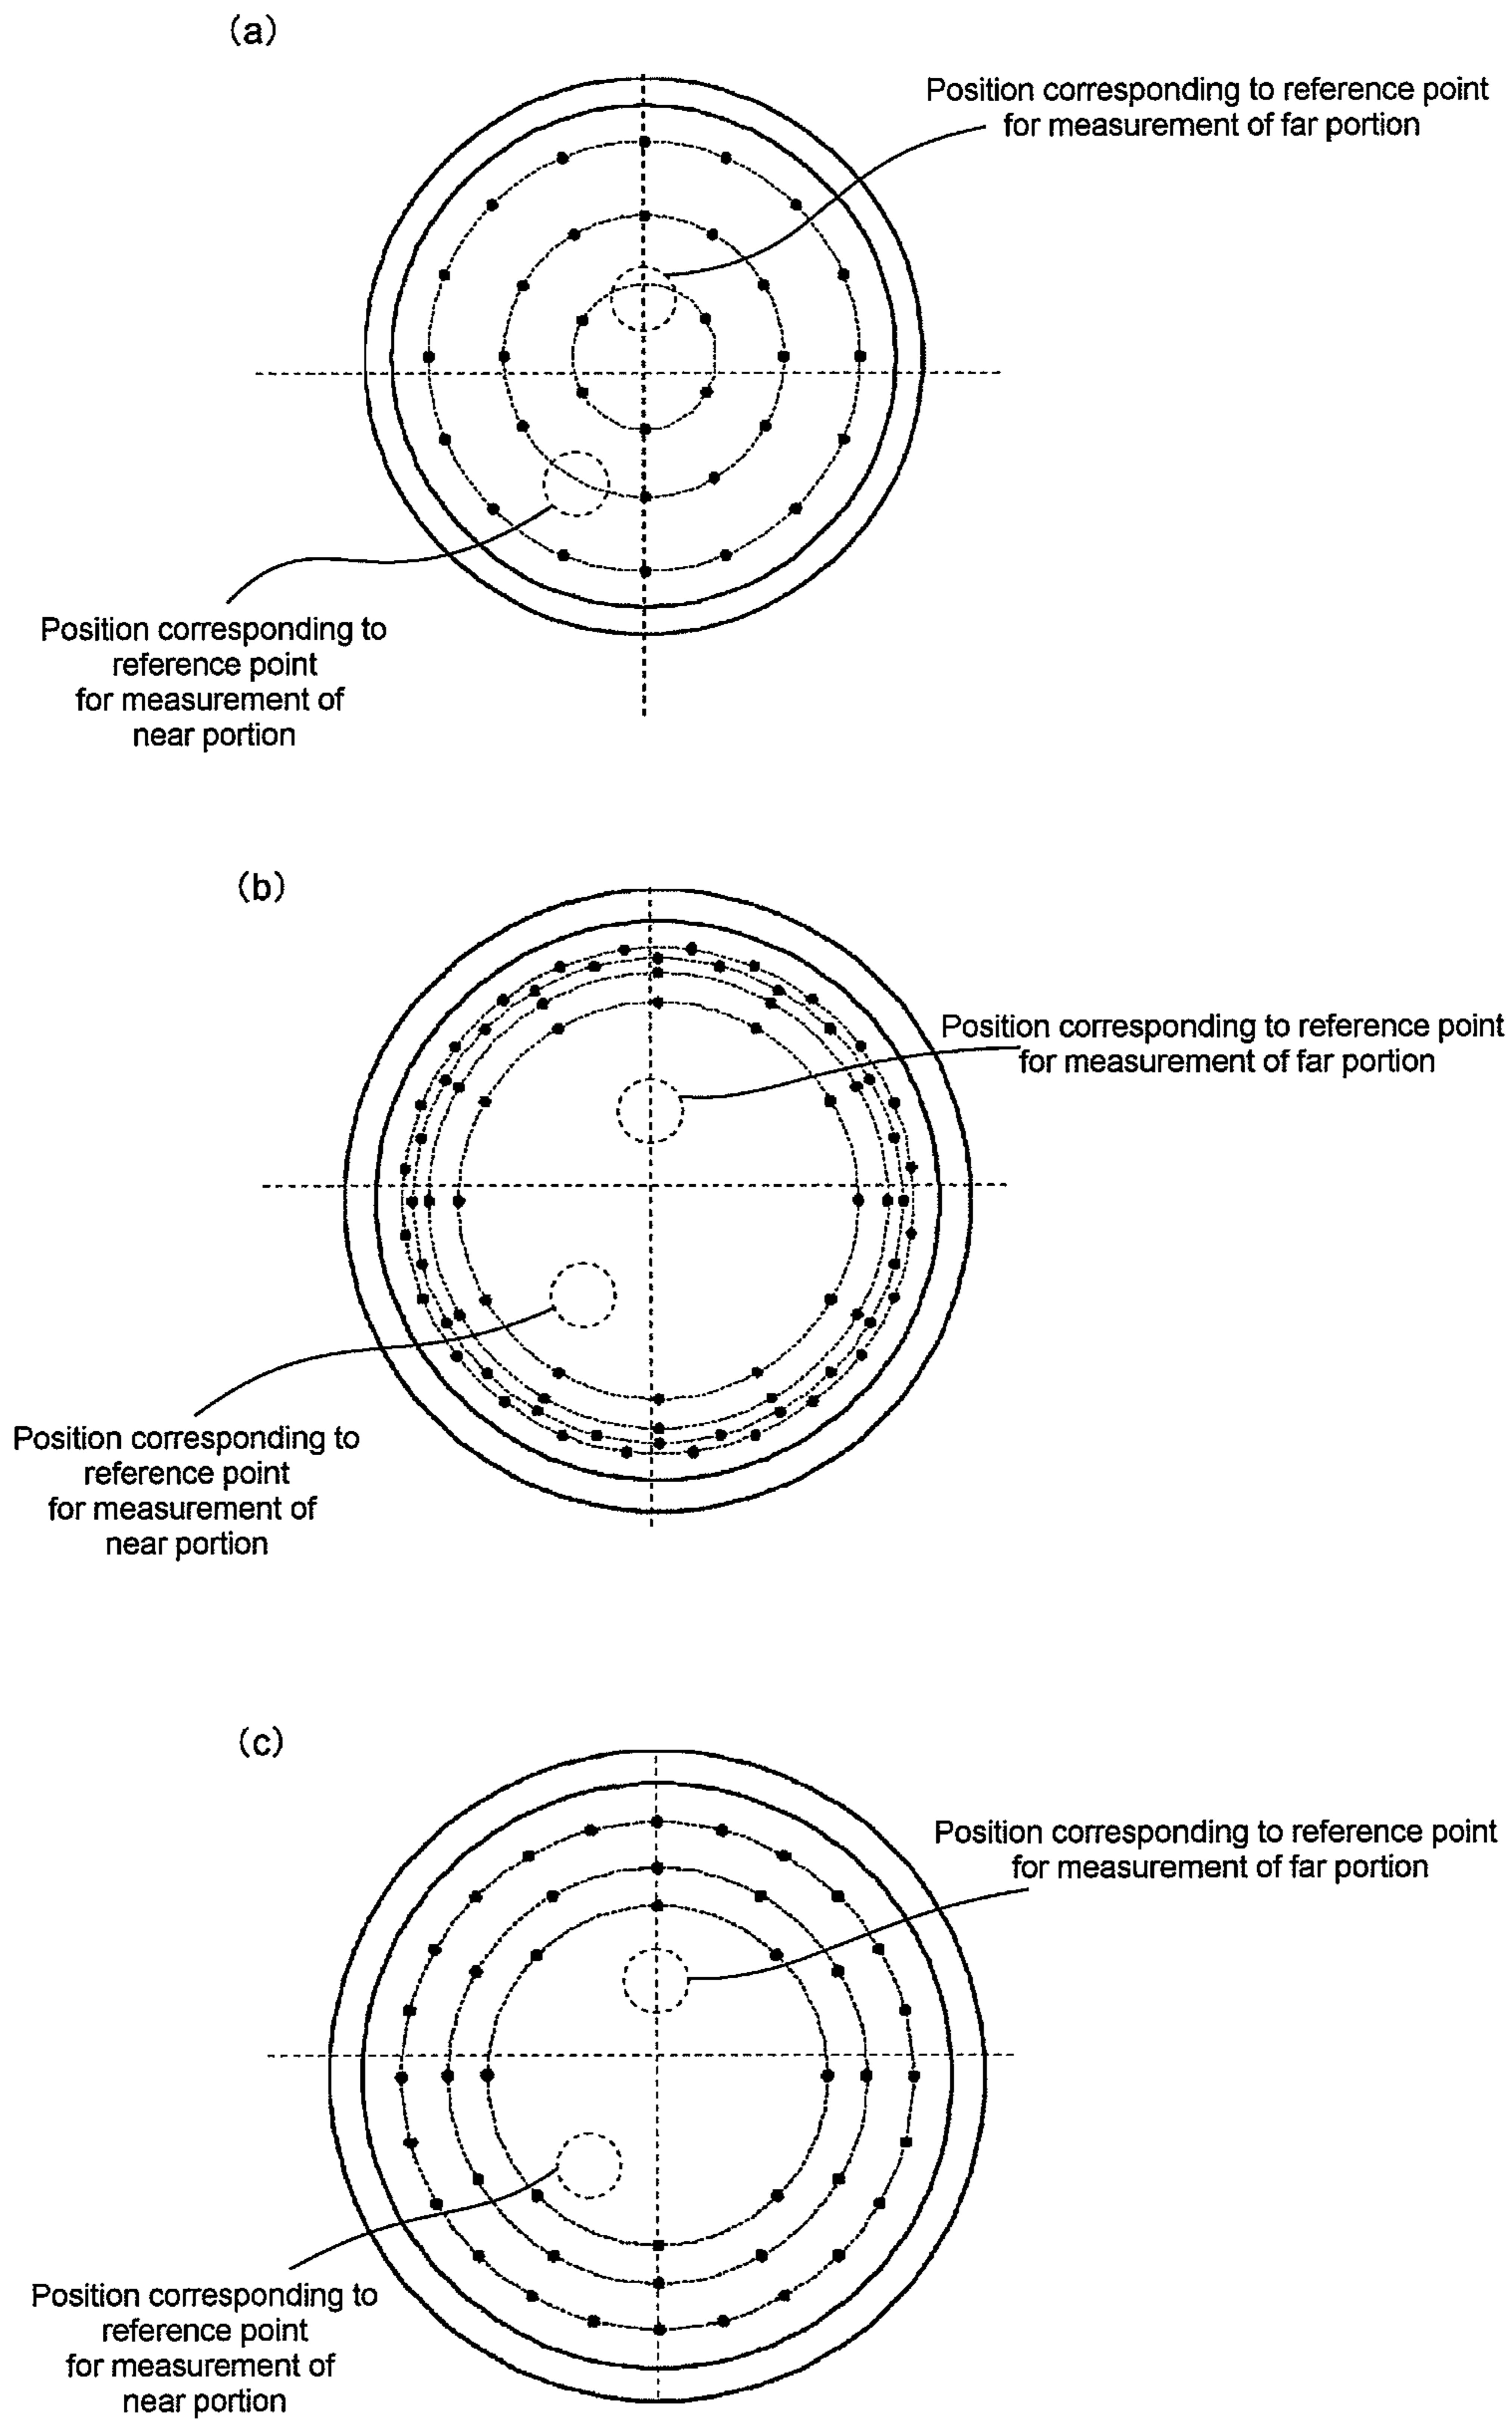 (a)
Position corresponding to reference point
for measurement of far portion
Position corresponding to
reference point
for measurement of
near portion
(b)
Position corresponding to reference point
for measurement of far portion
Position corresponding to
reference point
for measurement of
near portion
(c)
Position corresponding to reference point
for measurement of far portion
Position corresponding to
reference point
for measurement of
near portion